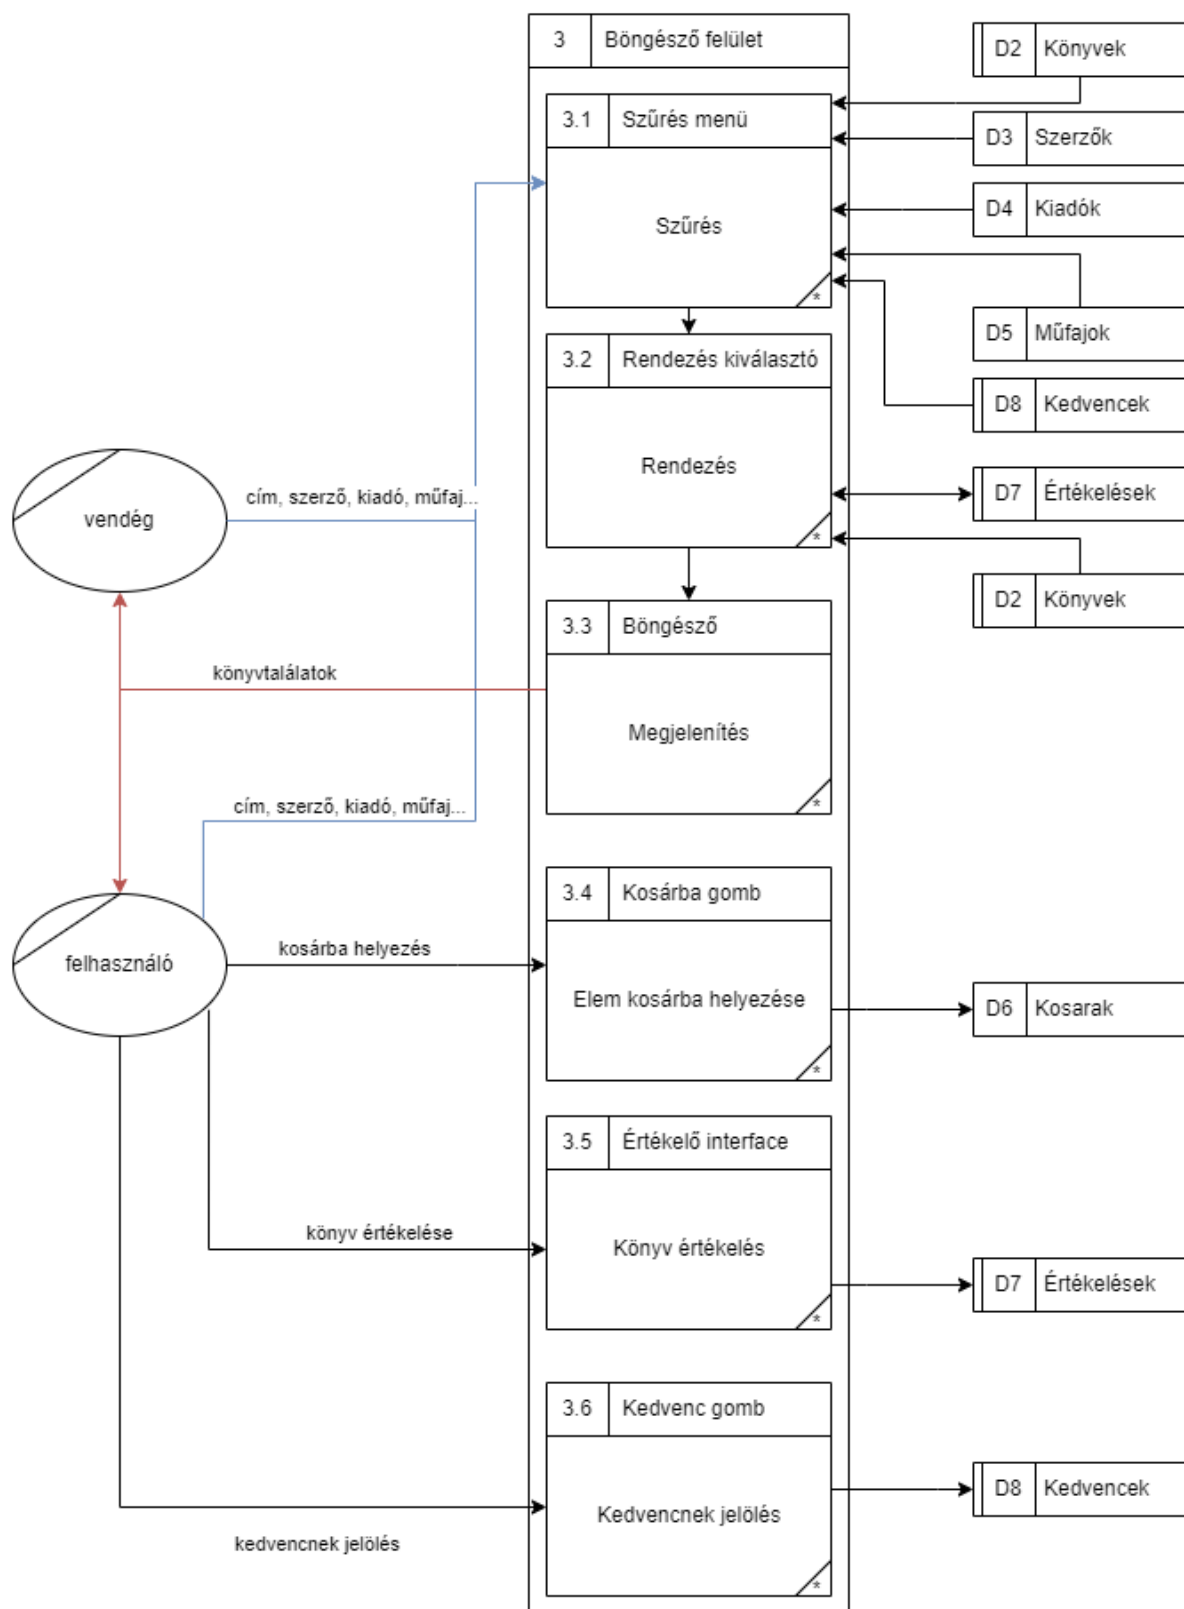 3 Böngésző felület
D2 Könyvek
3.1 Szűrés menü
D3 Szerzők
Szűrés
D4 Kiadók
*
D5 Műfajok
3.2 Rendezés kiválasztó
D8 Kedvencek
Rendezés
D7 Értékelések
cím, szerző, kiadó, műfaj...
vendég
*
D2 Könyvek
3.3 Böngésző
könyvtalálatok
Megjelenítés
*
cím, szerző, kiadó, műfaj...
3.4 Kosárba gomb
kosárba helyezés
felhasználó
Elem kosárba helyezése
D6 Kosarak
*
3.5 Értékelő interface
könyv értékelése
Könyv értékelés
D7 Értékelések
*
3.6 Kedvenc gomb
D8 Kedvencek
Kedvencnek jelölés
kedvencnek jelölés
*